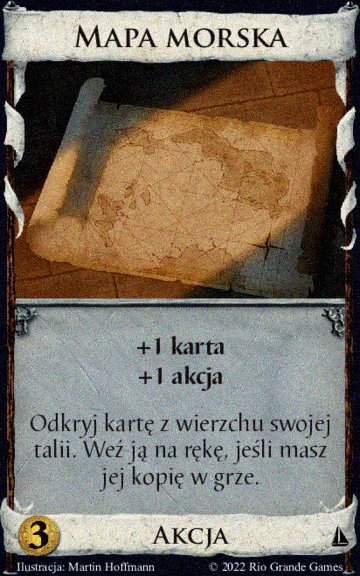 Mapa morska
+1 karta
+1 akcja
Odkryj kartę z wierzchu swojej
talii. Weź ją na rękę, jeśli masz
jej kopię w grze.
3
Akcja
Ilustracja: Martin Hoffmann
© 2022 Rio Grande Games